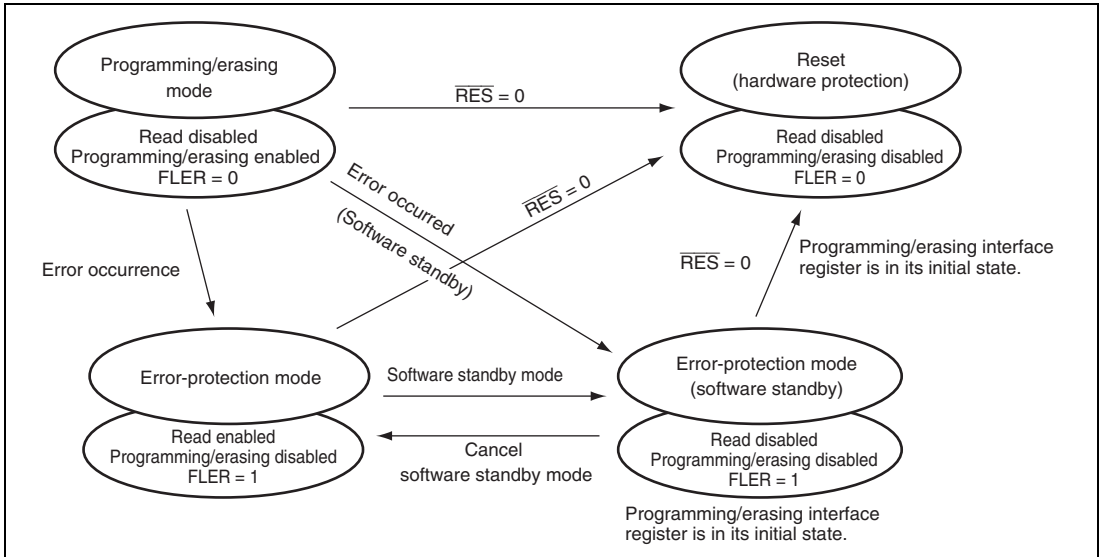 Programming/erasing
mode
Read disabled
Programming/erasing enabled
FLER = 0
RES = 0
Reset
(hardware protection)
Read disabled
Programming/erasing disabled
FLER = 0
Error occurred
(Software standby)
RES = 0
Error occurrence
RES = 0
Programming/erasing interface
register is in its initial state.
Error-protection mode
Read enabled
Programming/erasing disabled
FLER = 1
Software standby mode
Cancel
software standby mode
Error-protection mode
(software standby)
Read disabled
Programming/erasing disabled
FLER = 1
Programming/erasing interface
register is in its initial state.